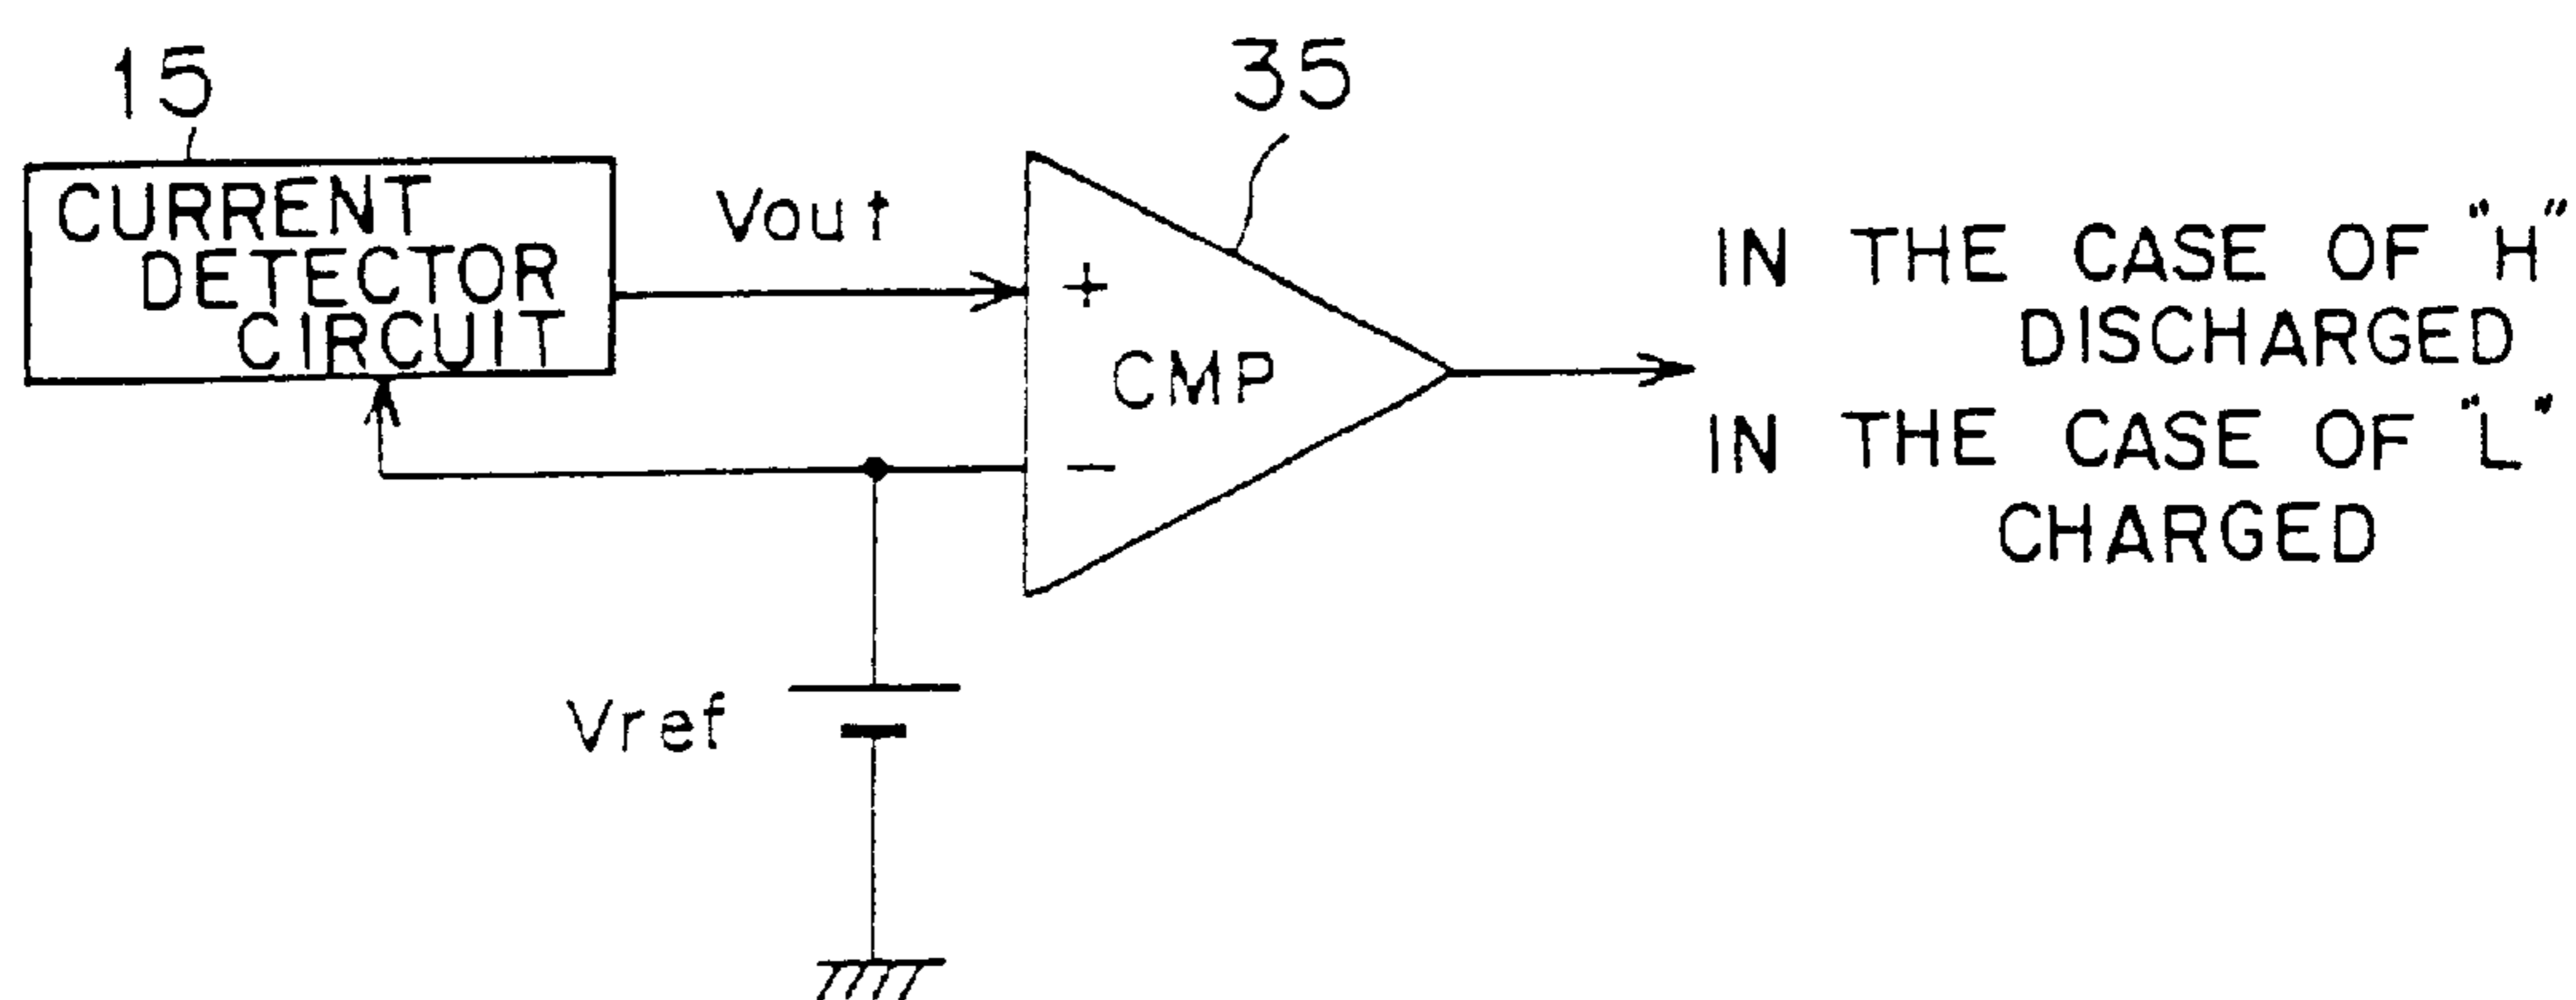 15
35
CURRENT
DETECTOR
CIRCUIT
Vout
+
CMP
−
IN THE CASE OF "H"
DISCHARGED
IN THE CASE OF "L"
CHARGED
Vref